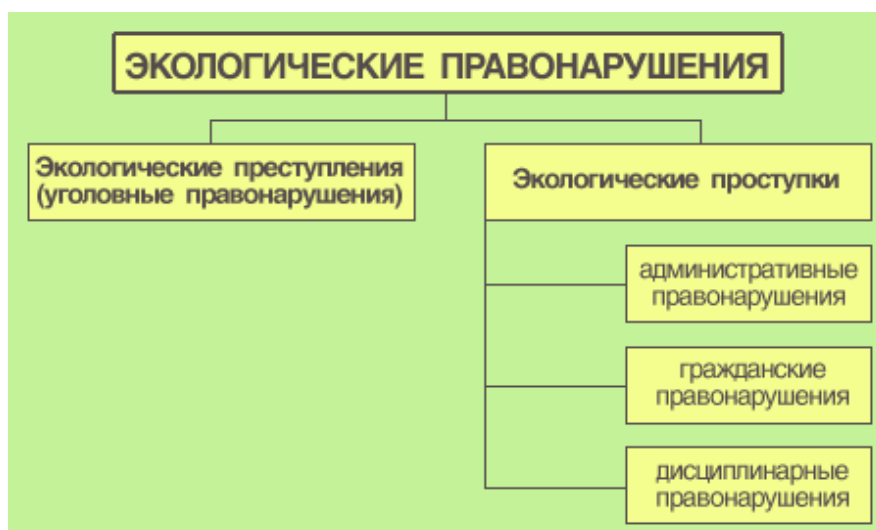 ЭКОЛОГИЧЕСКИЕ ПРАВОНАРУШЕНИЯ
Экологические преступления
(уголовные правонарушения)
Экологические проступки
административные
правонарушения
гражданские
правонарушения
дисциплинарные
правонарушения